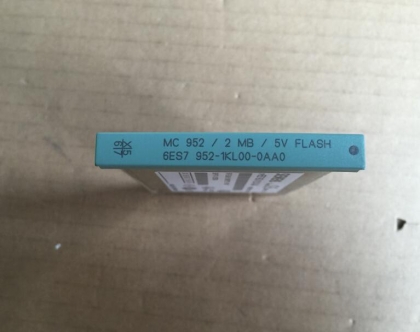 MC 952 / 2 MB / 5V FLASH
6ES7 952-1KL00-0AA0